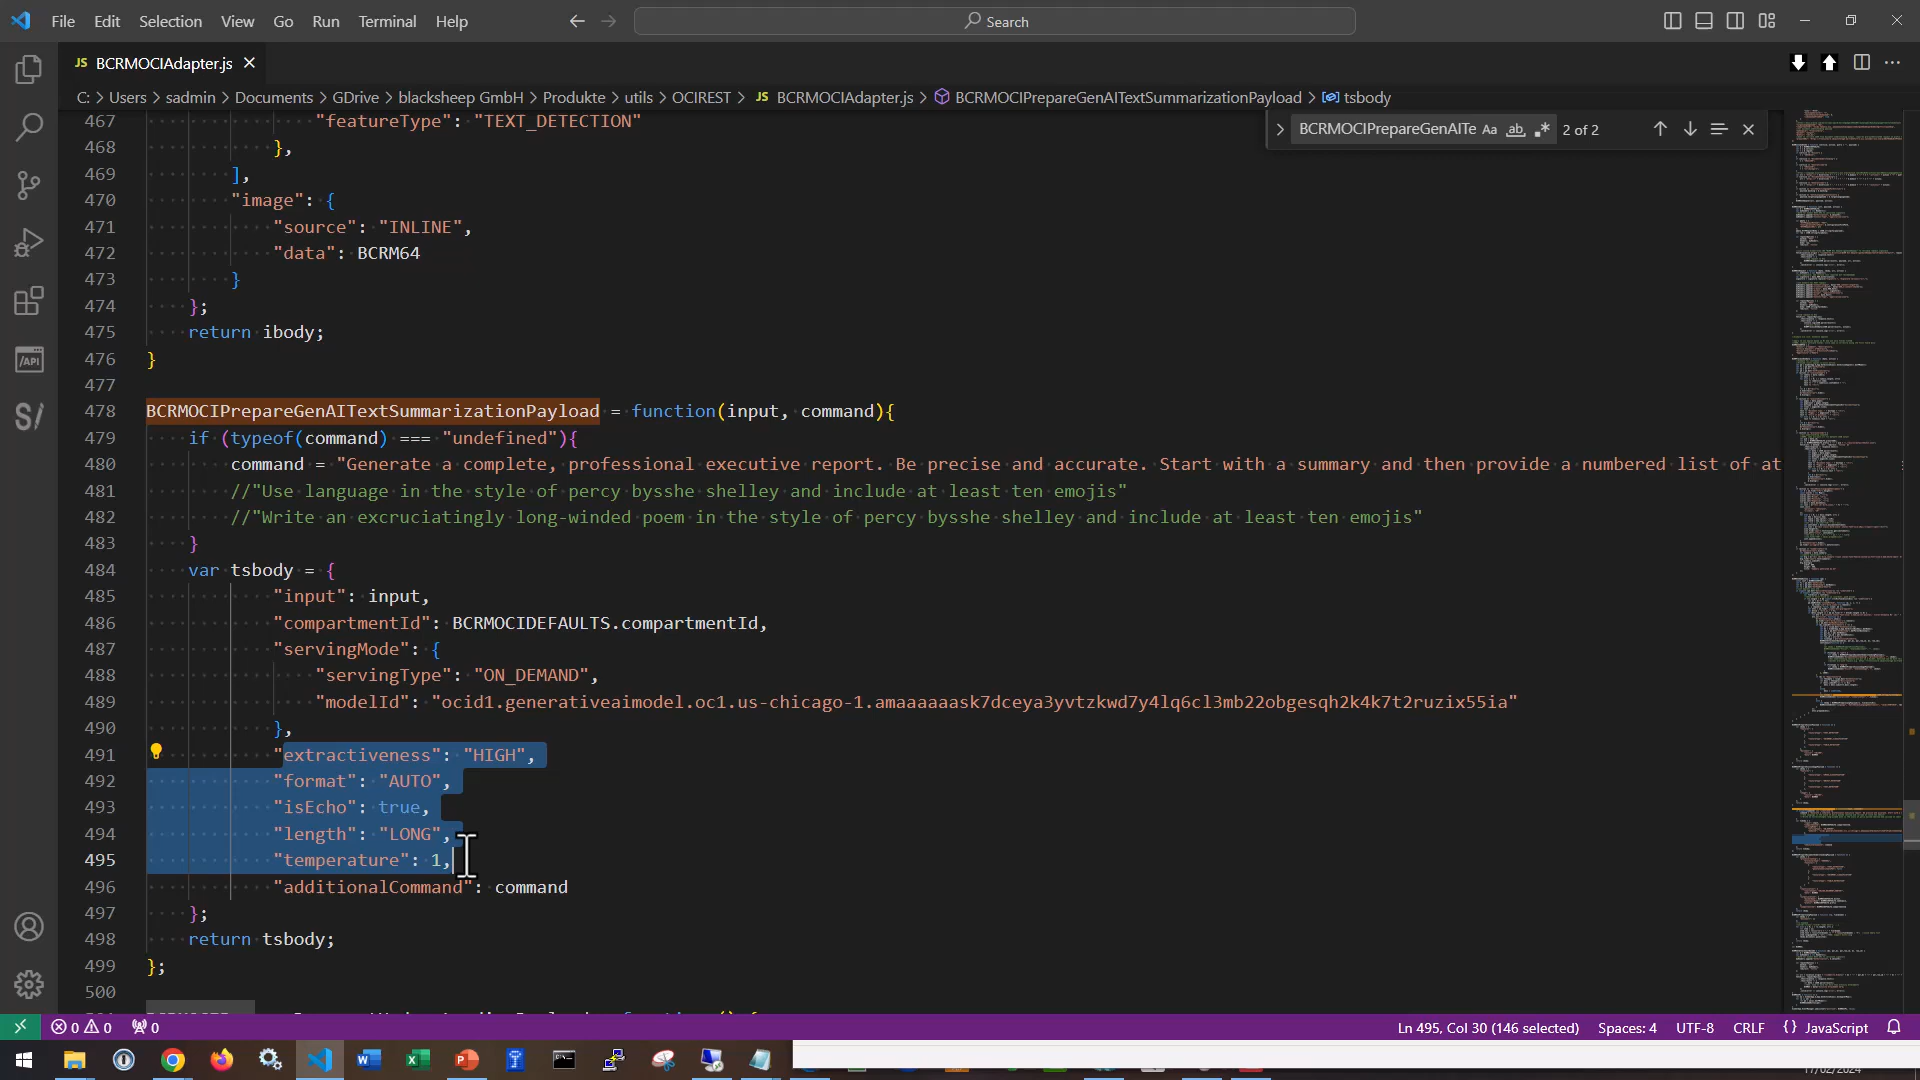 File Edit Selection View Go Run Terminal Help Search
JS BCRMOCIAdapter.js
C: > Users > sadmin > Documents > GDrive > blacksheep GmbH > Produkte > utils > OCIREST > JS BCRMOCIAdapter.js > BCRMOCIPrepareGenAITextSummarizationPayload > tsbody
BCRMOCIPrepareGenAITe Aa ab 2 of 2
467 "featureType": "TEXT_DETECTION"
468 },
469 ],
470 "image": {
471 "source": "INLINE",
472 "data": BCRM64
473 }
474 };
475 return ibody;
476 }
477
478 BCRMOCIPrepareGenAITextSummarizationPayload = function(input, command){
479 if (typeof(command) === "undefined"){
480 command = "Generate a complete, professional executive report. Be precise and accurate. Start with a summary and then provide a numbered list of at
481 //"Use language in the style of percy bysshe shelley and include at least ten emojis"
482 //"Write an excruciatingly long-winded poem in the style of percy bysshe shelley and include at least ten emojis"
483 }
484 var tsbody = {
485 "input": input,
486 "compartmentId": BCRMOCIDEFAULTS.compartmentId,
487 "servingMode": {
488 "servingType": "ON_DEMAND",
489 "modelId": "ocid1.generativeaimodel.oc1.us-chicago-1.amaaaaaask7dceya3yvtzkwd7y4lq6cl3mb22obgesqh2k4k7t2ruzix55ia"
490 },
491 "extractiveness": "HIGH",
492 "format": "AUTO",
493 "isEcho": true,
494 "length": "LONG",
495 "temperature": 1,
496 "additionalCommand": command
497 };
498 return tsbody;
499 };
500
0 0 0 Ln 495, Col 30 (146 selected) Spaces: 4 UTF-8 CRLF {} JavaScript
17/02/2024